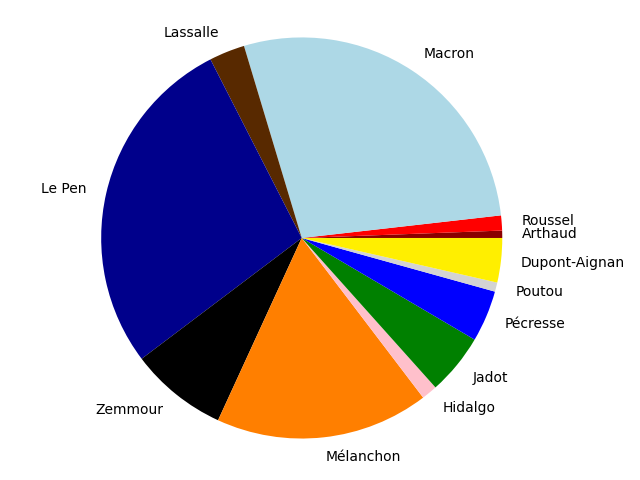 Lassalle
Macron
Le Pen
Roussel
Arthaud
Dupont-Aignan
Poutou
Pécresse
Jadot
Hidalgo
Zemmour
Mélanchon